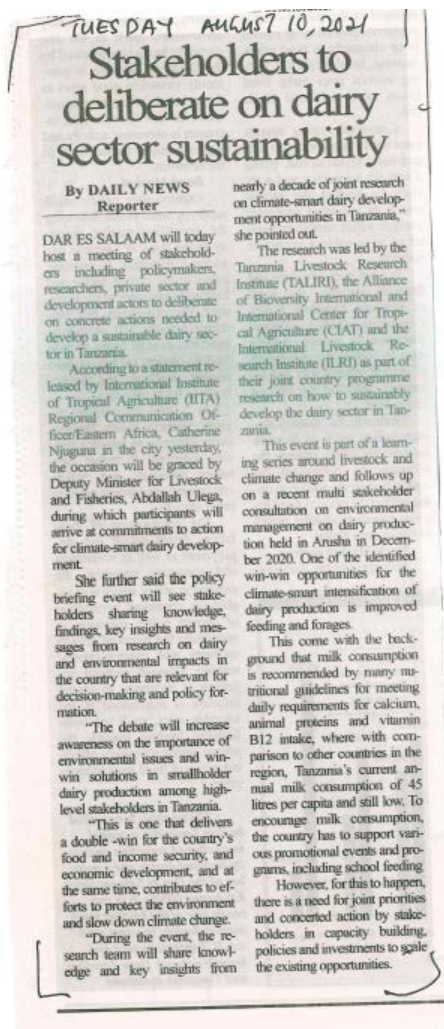 TUESDAY AUGUST 10, 2021
Stakeholders to
deliberate on dairy
sector sustainability
By DAILY NEWS
Reporter
DAR ES SALAAM will today
host a meeting of stakehold-
ers including policymakers,
researchers, private sector and
development actors to deliberate
on concrete actions needed to
develop a sustainable dairy sec-
tor in Tanzania.
According to a statement re-
leased by International Institute
of Tropical Agriculture (IITA)
Regional Communication Of-
ficer/Eastern Africa, Catherine
Njuguna in the city yesterday,
the occasion will be graced by
Deputy Minister for Livestock
and Fisheries, Abdallah Ulega,
during which participants will
arrive at commitments to action
for climate-smart dairy develop-
ment.
She further said the policy
briefing event will see stake-
holders sharing knowledge,
findings, key insights and mes-
sages from research on dairy
and environmental impacts in
the country that are relevant for
decision-making and policy for-
mation.
"The debate will increase
awareness on the importance of
environmental issues and win-
win solutions in smallholder
dairy production among high-
level stakeholders in Tanzania.
"This is one that delivers
a double -win for the country's
food and income security, and
economic development, and at
the same time, contributes to ef-
forts to protect the environment
and slow down climate change.
"During the event, the re-
search team will share knowl-
edge and key insights from
nearly a decade of joint research
on climate-smart dairy develop-
ment opportunities in Tanzania,"
she pointed out.
The research was led by the
Tanzania Livestock Research
Institute (TALIRI), the Alliance
of Bioversity International and
International Center for Tropi-
cal Agriculture (CIAT) and the
International Livestock Re-
search Institute (ILRI) as part of
their joint country programme
research on how to sustainably
develop the dairy sector in Tan-
zania.
This event is part of a learn-
ing series around livestock and
climate change and follows up
on a recent multi stakeholder
consultation on environmental
management on dairy produc-
tion held in Arusha in Decem-
ber 2020. One of the identified
win-win opportunities for the
climate-smart intensification of
dairy production is improved
feeding and forages.
This come with the back-
ground that milk consumption
is recommended by many nu-
tritional guidelines for meeting
daily requirements for calcium,
animal proteins and vitamin
B12 intake, where with com-
parison to other countries in the
region, Tanzania's current an-
nual milk consumption of 45
litres per capita and still low. To
encourage milk consumption,
the country has to support vari-
ous promotional events and pro-
grams, including school feeding
However, for this to happen,
there is a need for joint priorities
and concerted action by stake-
holders in capacity building,
policies and investments to scale
the existing opportunities.